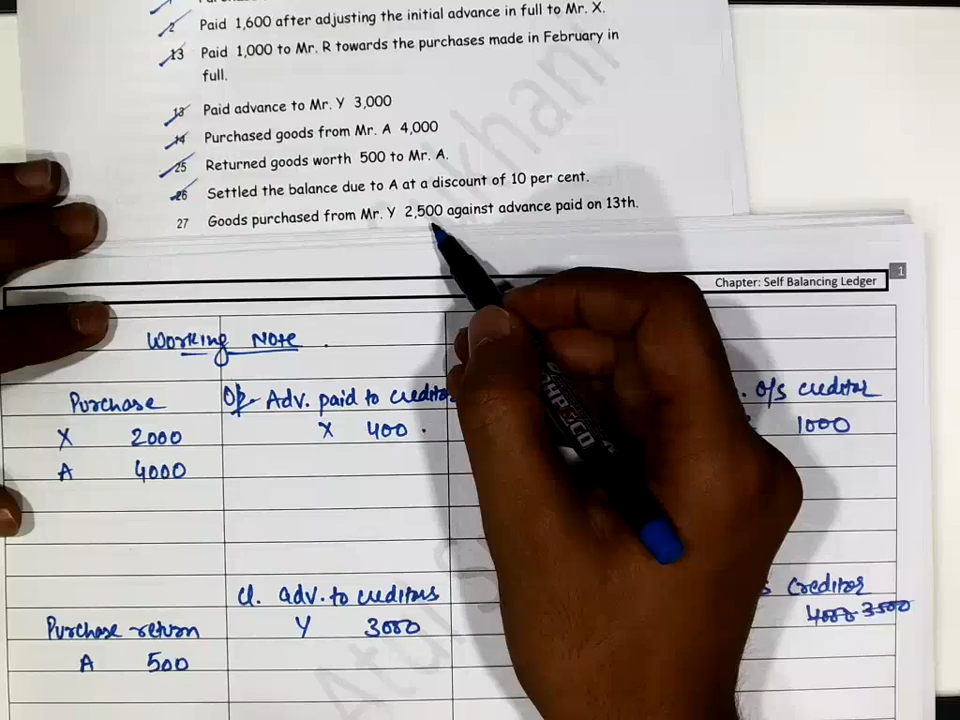 2 Paid 1,600 after adjusting the initial advance in full to Mr. X.
13 Paid 1,000 to Mr. R towards the purchases made in February in
full.
13 Paid advance to Mr. Y 3,000
14 Purchased goods from Mr. A 4,000
25 Returned goods worth 500 to Mr. A.
26 Settled the balance due to A at a discount of 10 per cent.
27 Goods purchased from Mr. Y 2,500 against advance paid on 13th.
1
Chapter: Self Balancing Ledger
Working Note .
Purchase Op Adv. paid to creditors . o/s creditor
X 2000 X 400 . 1000
A 4000
Cl. adv. to creditors creditor
4000 3500
Purchase return Y 3000
A 500